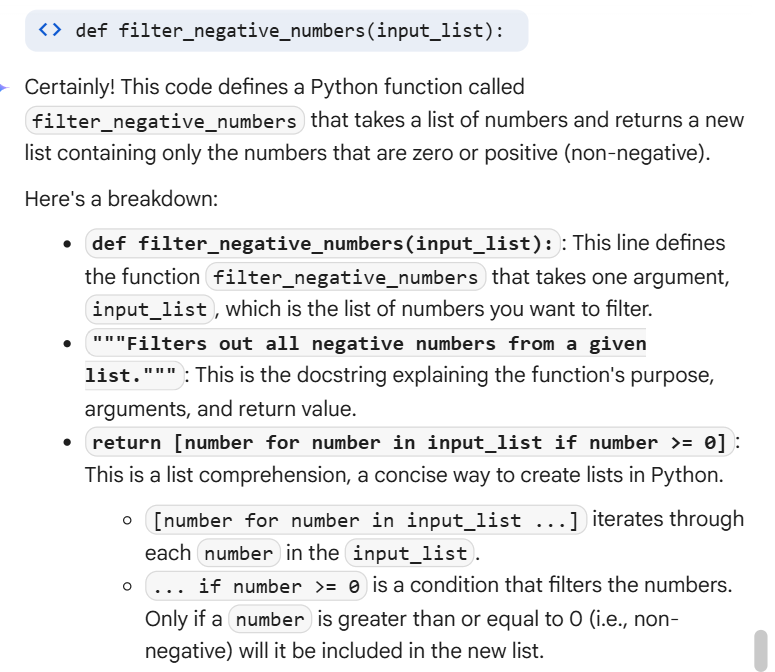 <> def filter_negative_numbers(input_list):
Certainly! This code defines a Python function called
filter_negative_numbers that takes a list of numbers and returns a new
list containing only the numbers that are zero or positive (non-negative).
Here's a breakdown:
• def filter_negative_numbers(input_list): : This line defines
the function filter_negative_numbers that takes one argument,
input_list , which is the list of numbers you want to filter.
• """Filters out all negative numbers from a given
list.""" : This is the docstring explaining the function's purpose,
arguments, and return value.
• return [number for number in input_list if number >= 0] :
This is a list comprehension, a concise way to create lists in Python.
○ [number for number in input_list ...] iterates through
each number in the input_list .
○ ... if number >= 0 is a condition that filters the numbers.
Only if a number is greater than or equal to 0 (i.e., non-
negative) will it be included in the new list.